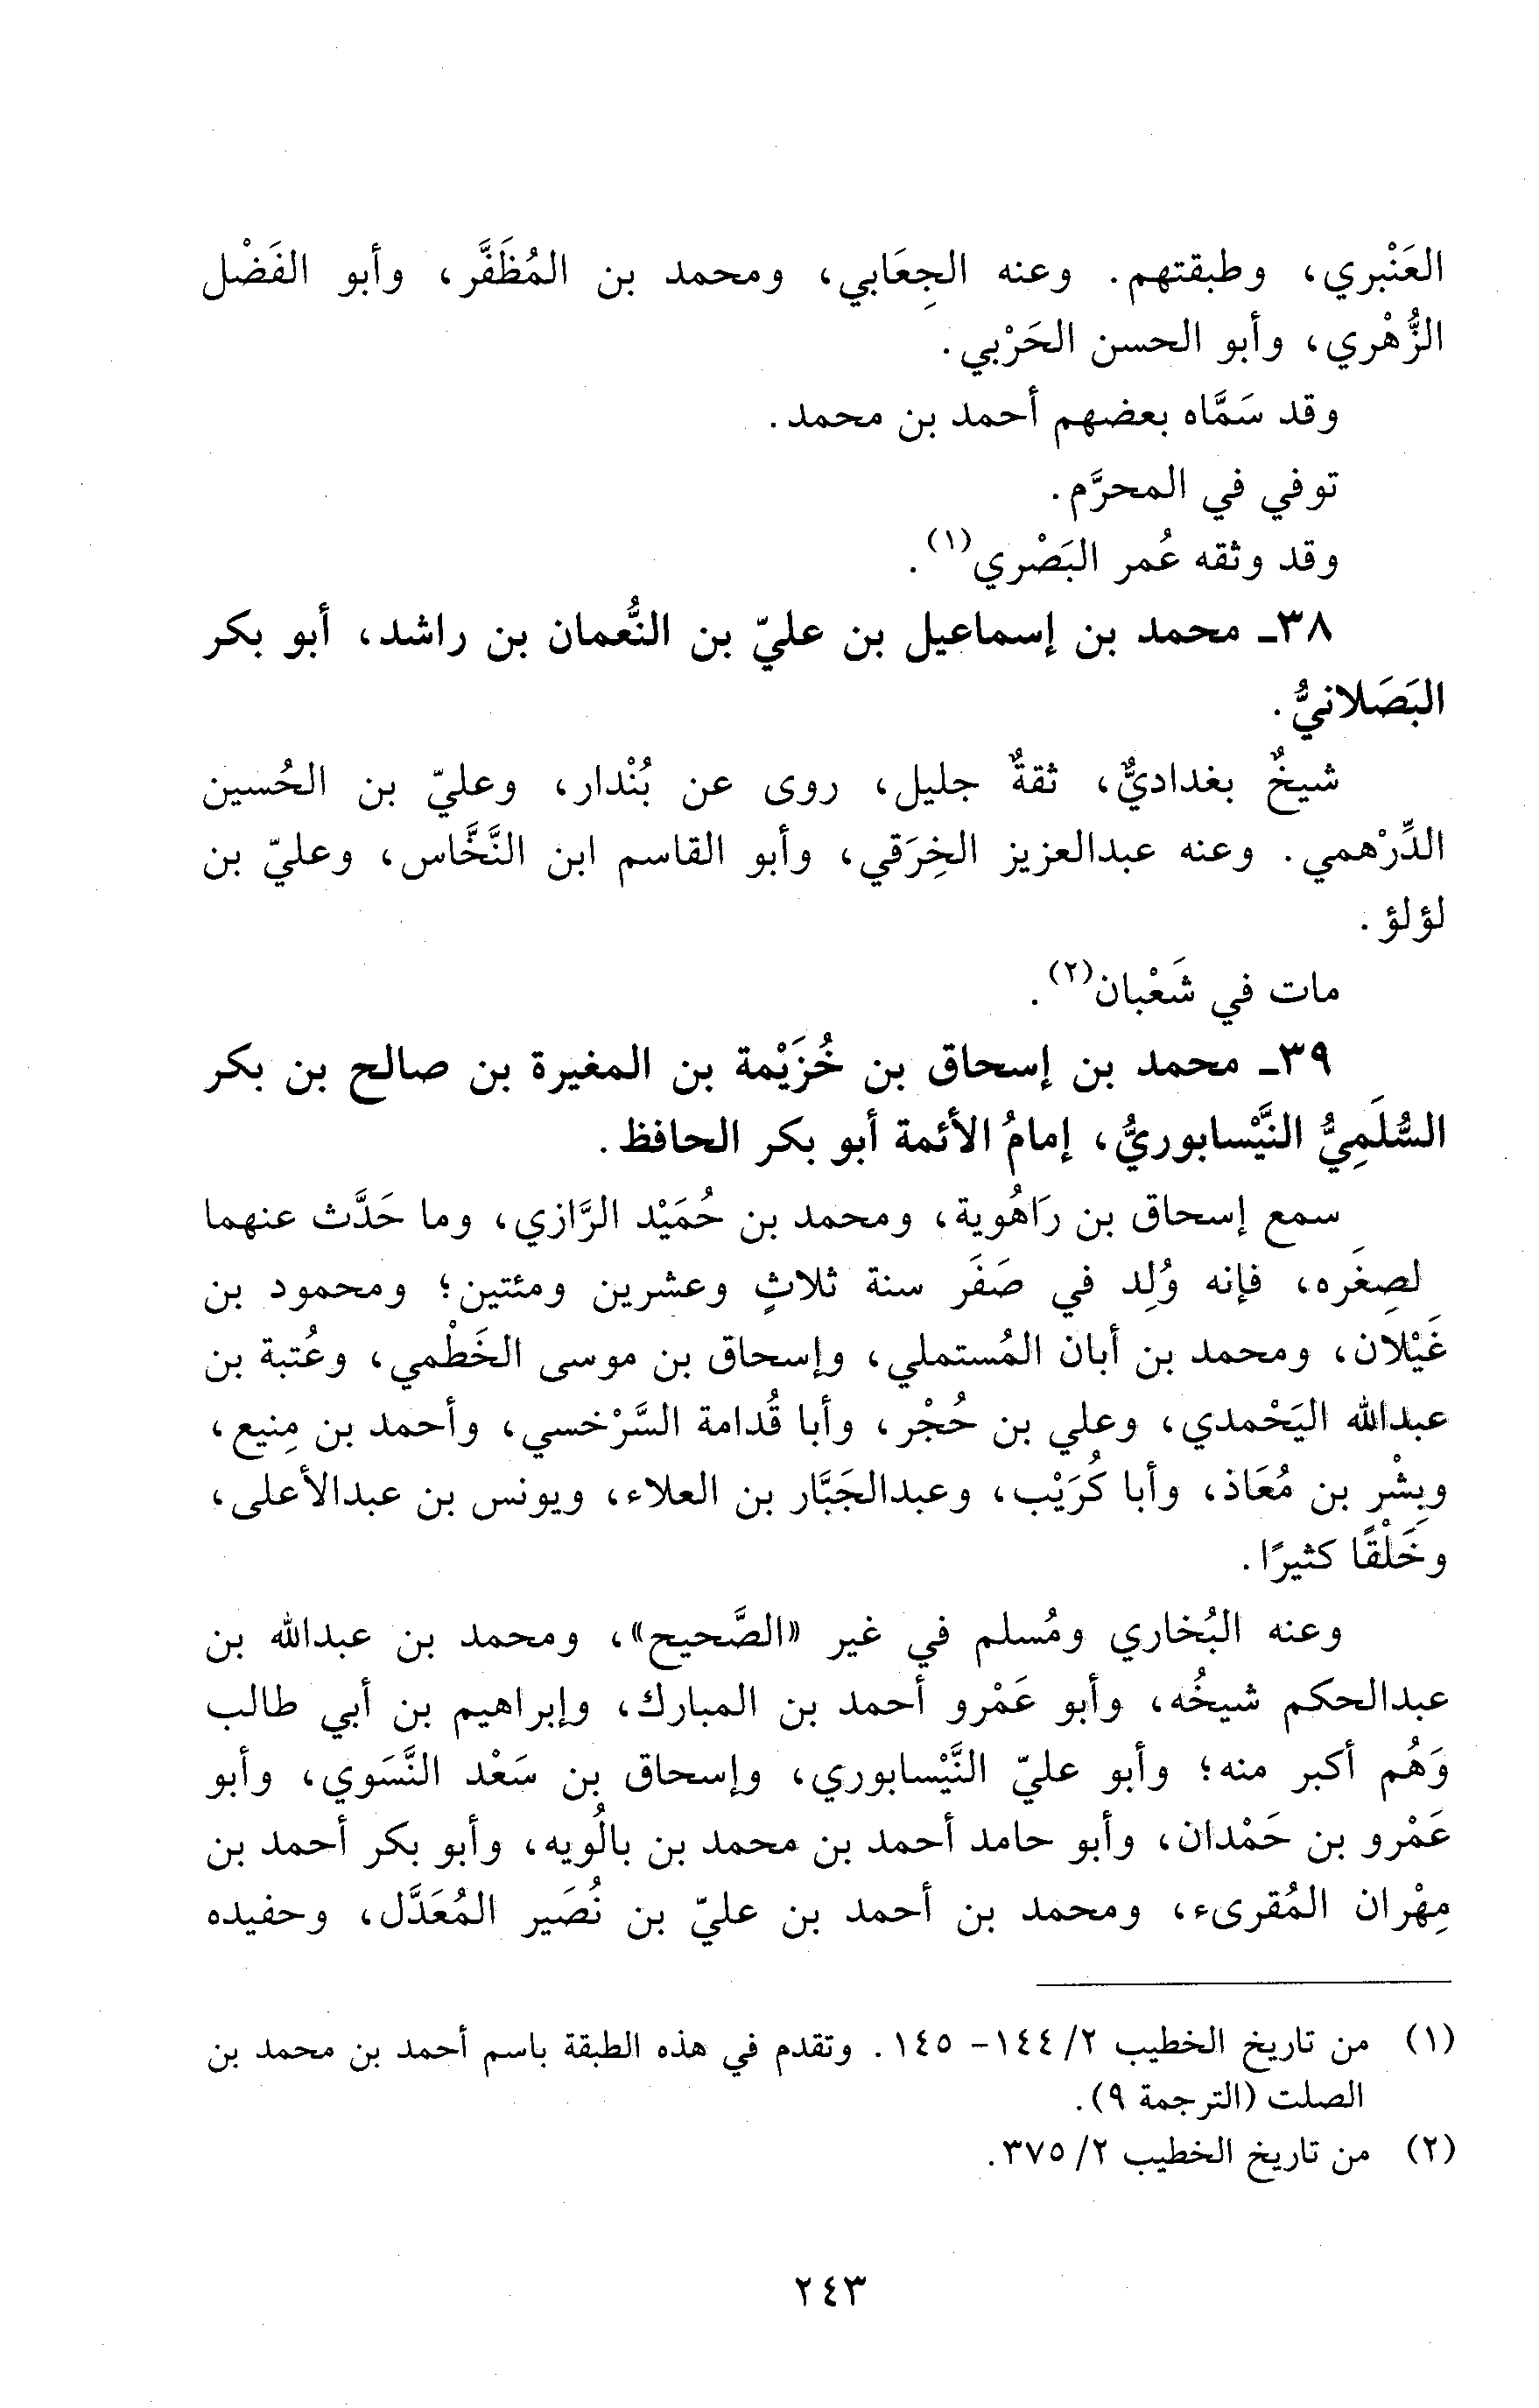 العَنْبري، وطبقتهم. وعنه الجِعَابي، ومحمد بن المُظَفَّر، وأبو الفَضْل
الزُّهْري، وأبو الحسن الحَرْبي.
وقد سَمَّاه بعضهم أحمد بن محمد.
توفي في المحرَّم.
وقد وثقه عُمر البَصْري(١).
٣٨ـ محمد بن إسماعيل بن عليّ بن النُّعمان بن راشد، أبو بكر
البَصَلانيُّ.
شيخٌ بغداديٌّ، ثقةٌ جليل، روى عن بُنْدار، وعليّ بن الحُسين
الدِّرْهمي. وعنه عبدالعزيز الخِرَقي، وأبو القاسم ابن النَّخَّاس، وعليّ بن
لؤلؤ.
مات في شَعْبان(٢).
٣٩ـ محمد بن إسحاق بن خُزَيْمة بن المغيرة بن صالح بن بكر
السُّلَمِيُّ النَّيْسابوريُّ، إمامُ الأئمة أبو بكر الحافظ.
سمع إسحاق بن رَاهُوية، ومحمد بن حُمَيْد الرَّازي، وما حَدَّث عنهما
لصِغَره، فإنه وُلِد في صَفَر سنة ثلاثٍ وعشرين ومئتين؛ ومحمود بن
غَيْلان، ومحمد بن أبان المُستملي، وإسحاق بن موسى الخَطْمي، وعُتبة بن
عبدالله اليَحْمدي، وعلي بن حُجْر، وأبا قُدامة السَّرْخسي، وأحمد بن مِنيع،
وبِشْر بن مُعَاذ، وأبا كُرَيْب، وعبدالجَبَّار بن العلاء، ويونس بن عبدالأعلى،
وخَلْقًا كثيرًا.
وعنه البُخاري ومُسلم في غير «الصَّحيح»، ومحمد بن عبدالله بن
عبدالحكم شيخُه، وأبو عَمْرو أحمد بن المبارك، وإبراهيم بن أبي طالب
وَهُم أكبر منه؛ وأبو عليّ النَّيْسابوري، وإسحاق بن سَعْد النَّسَوي، وأبو
عَمْرو بن حَمْدان، وأبو حامد أحمد بن محمد بن بالُويه، وأبو بكر أحمد بن
مِهْران المُقرىء، ومحمد بن أحمد بن عليّ بن نُصَير المُعَدَّل، وحفيده
(١) من تاريخ الخطيب ٢/ ١٤٤- ١٤٥. وتقدم في هذه الطبقة باسم أحمد بن محمد بن
الصلت (الترجمة ٩).
(٢) من تاريخ الخطيب ٢/ ٣٧٥.
٢٤٣